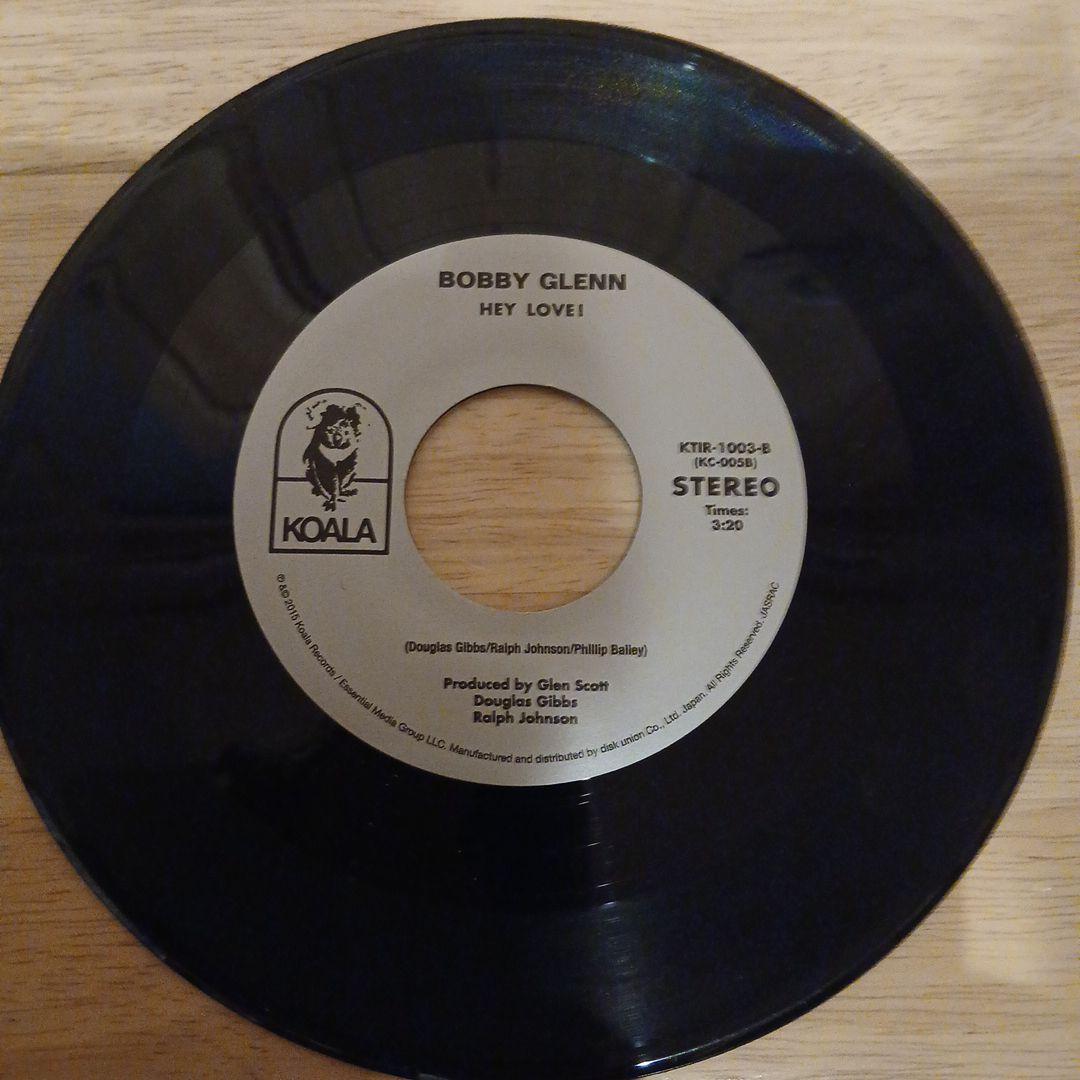 BOBBY GLENN
HEY LOVE!
KOALA
KTIR-1003-B
(KC-005B)
STEREO
Times:
3:20
(Douglas Gibbs/Ralph Johnson/Phillip Bailey)
Produced by Glen Scott
Douglas Gibbs
Ralph Johnson
℗ &© 2015 Koala Records / Essential Media Group LLC. Manufactured and distributed by disk union Co., Ltd. Japan. All Rights Reserved. JASRAC